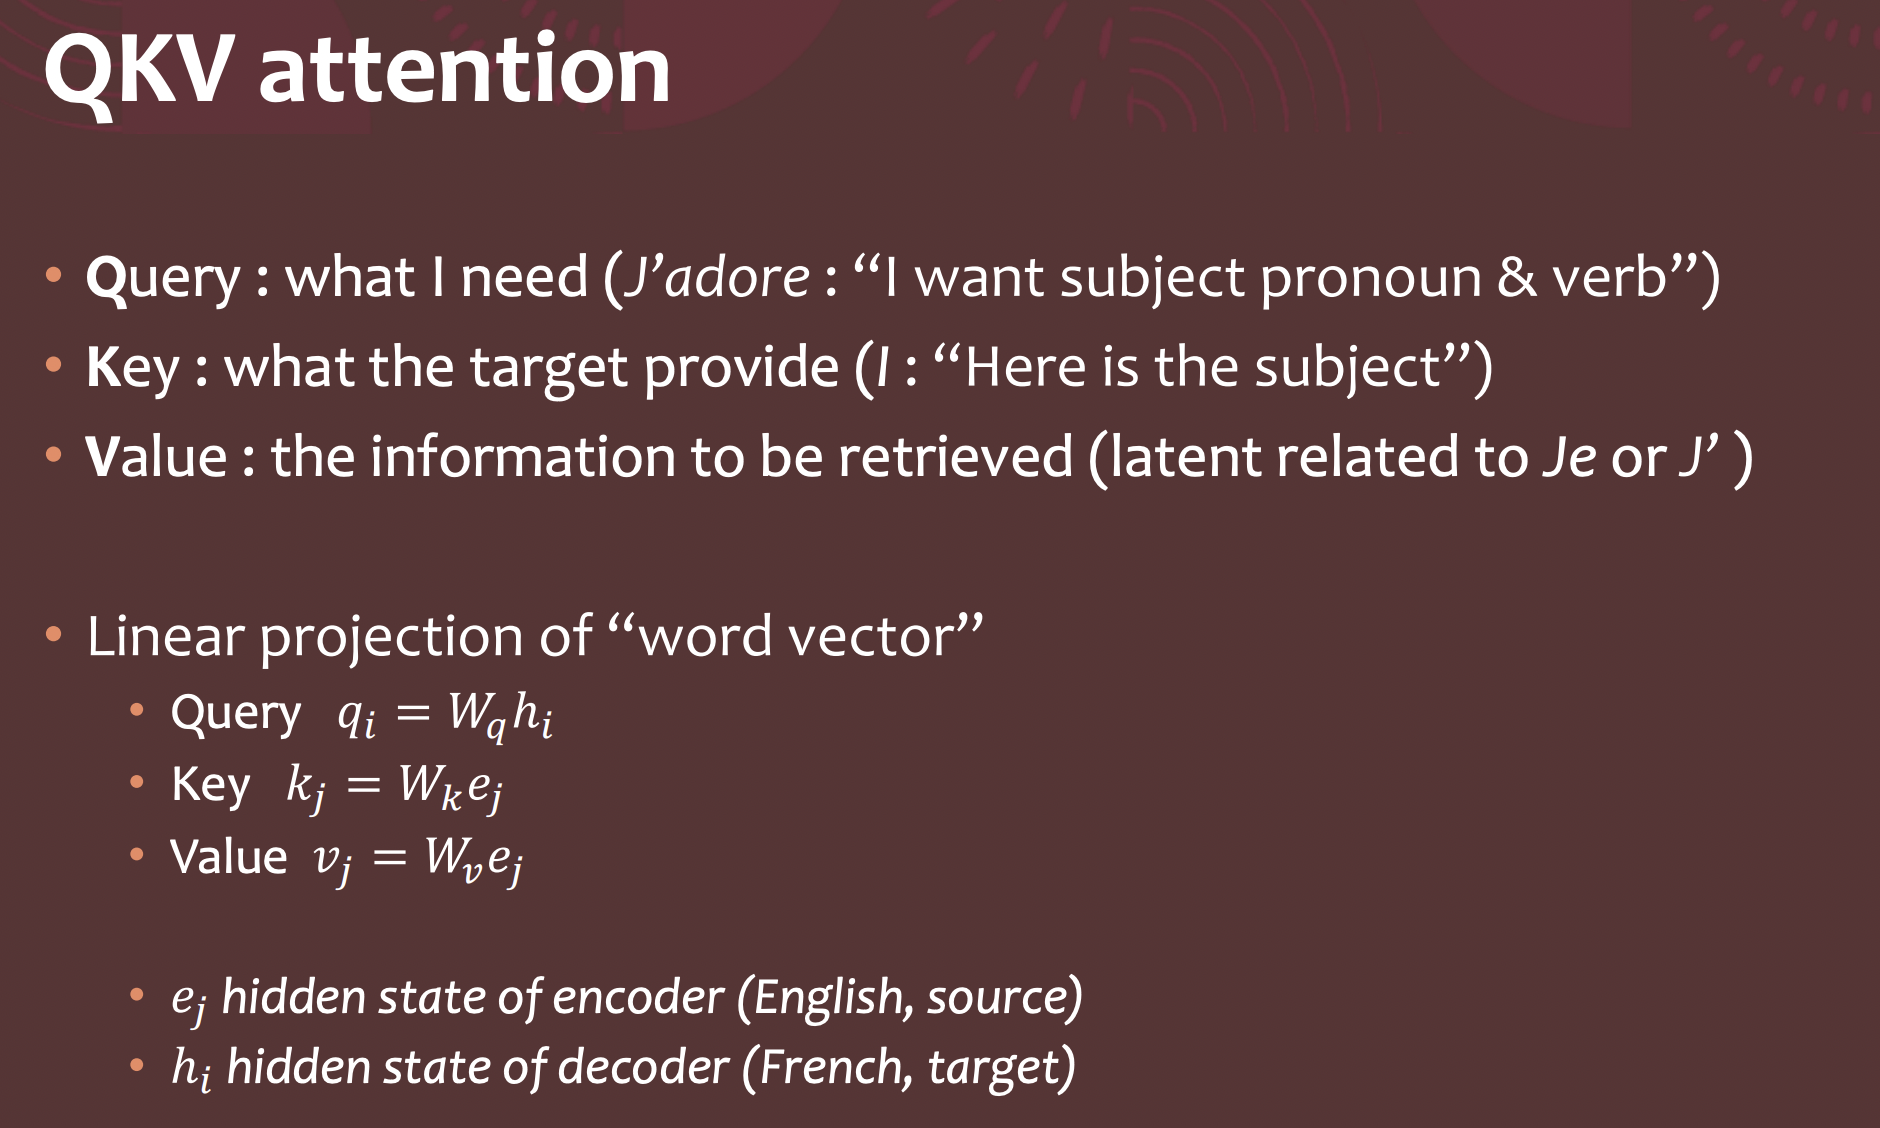 QKV attention
• Query : what I need (J’adore : “I want subject pronoun & verb”)
• Key : what the target provide (I : “Here is the subject”)
• Value : the information to be retrieved (latent related to Je or J’ )
• Linear projection of “word vector”
• Query q_i = W_q h_i
• Key k_j = W_k e_j
• Value v_j = W_v e_j
• e_j hidden state of encoder (English, source)
• h_i hidden state of decoder (French, target)